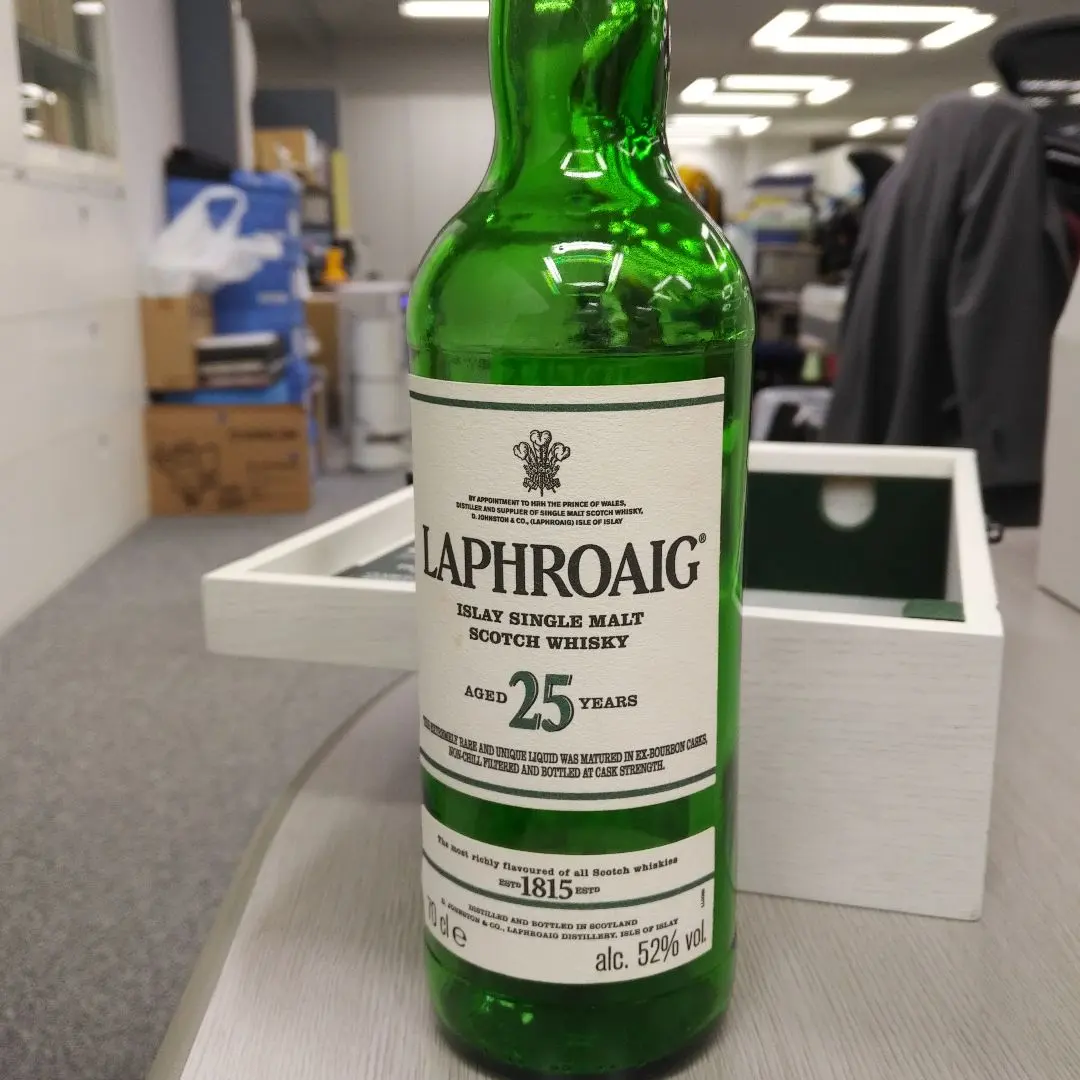 BY APPOINTMENT TO HRH THE PRINCE OF WALES,
DISTILLER AND SUPPLIER OF SINGLE MALT SCOTCH WHISKY,
D. JOHNSTON & CO., (LAPHROAIG) ISLE OF ISLAY
LAPHROAIG®
ISLAY SINGLE MALT
SCOTCH WHISKY
AGED 25 YEARS
THIS EXTREMELY RARE AND UNIQUE LIQUID WAS MATURED IN EX-BOURBON CASKS,
NON-CHILL FILTERED AND BOTTLED AT CASK STRENGTH.
The most richly flavoured of all Scotch whiskies
ESTD 1815 ESTD
DISTILLED AND BOTTLED IN SCOTLAND
D. JOHNSTON & CO., LAPHROAIG DISTILLERY, ISLE OF ISLAY
70 cl e
alc. 52% vol.